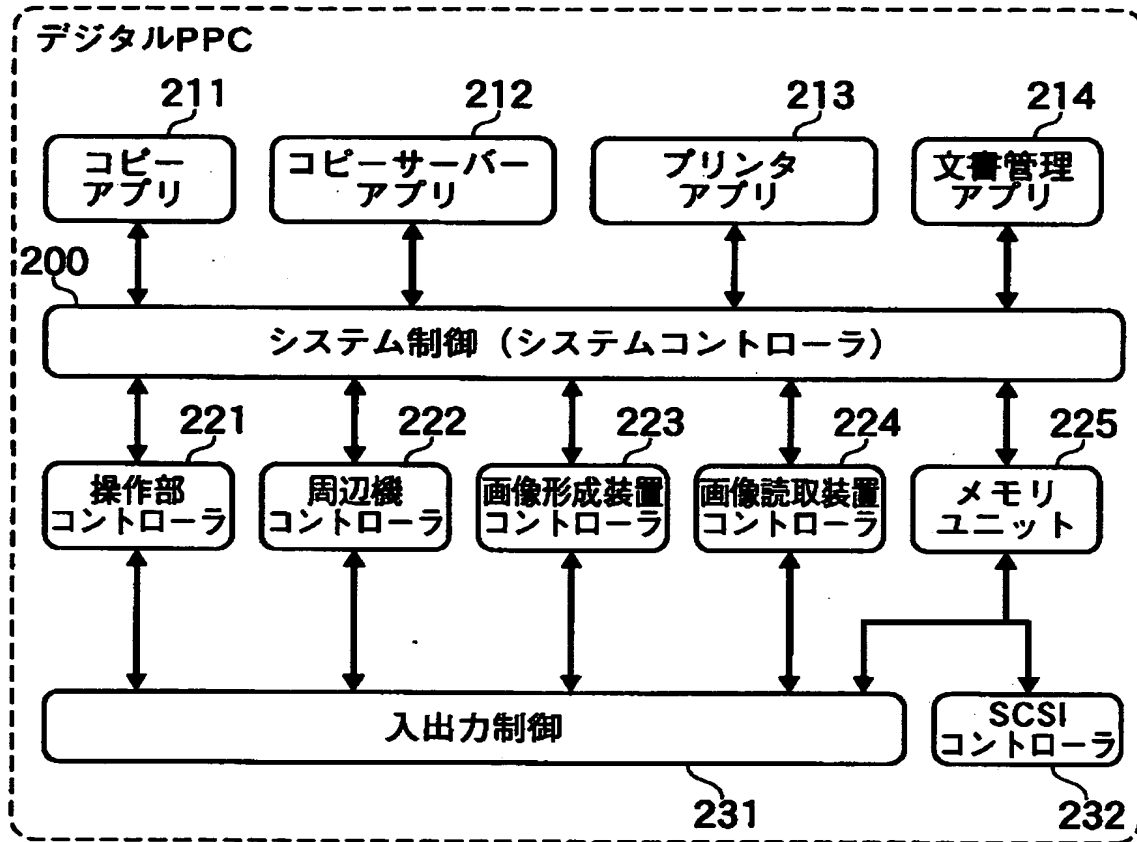 デジタルPPC
211
212
213
214
コピー
アプリ
コピーサーバー
アプリ
プリンタ
アプリ
文書管理
アプリ
200
システム制御（システムコントローラ）
221
222
223
224
225
操作部
コントローラ
周辺機
コントローラ
画像形成装置
コントローラ
画像読取装置
コントローラ
メモリ
ユニット
入出力制御
SCSI
コントローラ
231
232